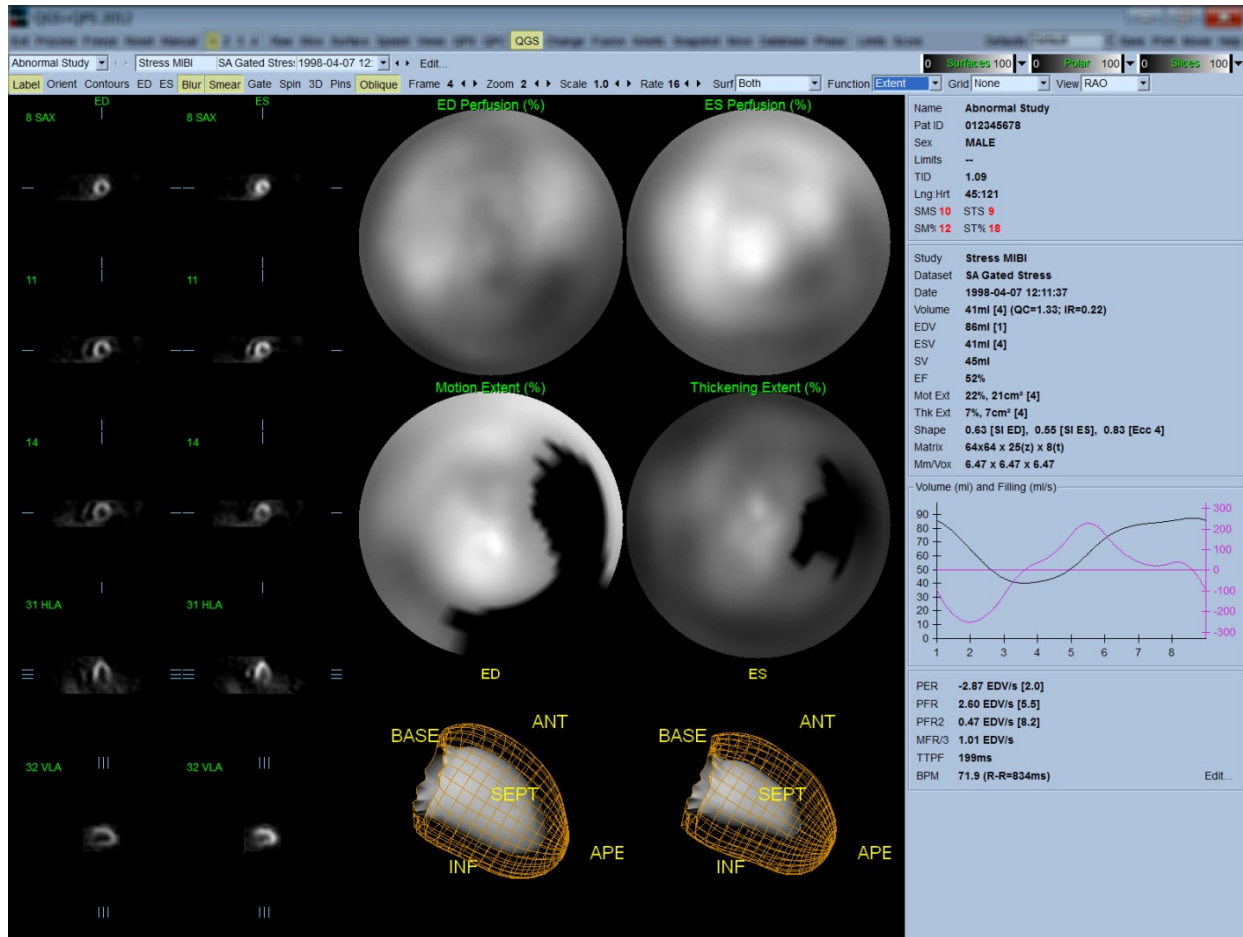 QGS+QPS 2012
QGS
Abnormal Study Stress MIBI SA Gated Stres: 1998-04-07 12: Edit...
0 Surfaces 100 0 Polar 100 0 Slices 100
Label Orient Contours ED ES Blur Smear Gate Spin 3D Pins Oblique Frame 4 Zoom 2 Scale 1.0 Rate 16 Surf Both Function Extent Grid None View RAO
ED ES
8 SAX 8 SAX
11 11
14 14
31 HLA 31 HLA
32 VLA 32 VLA
ED Perfusion (%) ES Perfusion (%)
Motion Extent (%) Thickening Extent (%)
ED ES
BASE ANT SEPT INF APE
BASE ANT SEPT INF APE
Name Abnormal Study
Pat ID 012345678
Sex MALE
Limits --
TID 1.09
Lng:Hrt 45:121
SMS 10 STS 9
SM% 12 ST% 18
Study Stress MIBI
Dataset SA Gated Stress
Date 1998-04-07 12:11:37
Volume 41ml [4] (QC=1.33; IR=0.22)
EDV 86ml [1]
ESV 41ml [4]
SV 45ml
EF 52%
Mot Ext 22%, 21cm² [4]
Thk Ext 7%, 7cm² [4]
Shape 0.63 [SI ED], 0.55 [SI ES], 0.83 [Ecc 4]
Matrix 64x64 x 25(z) x 8(t)
Mm/Vox 6.47 x 6.47 x 6.47
Volume (ml) and Filling (ml/s)
90 300
80 200
70 100
60
50 0
40 -100
30
20 -200
10 -300
0
1 2 3 4 5 6 7 8
PER -2.87 EDV/s [2.0]
PFR 2.60 EDV/s [5.5]
PFR2 0.47 EDV/s [8.2]
MFR/3 1.01 EDV/s
TTPF 199ms
BPM 71.9 (R-R=834ms) Edit...